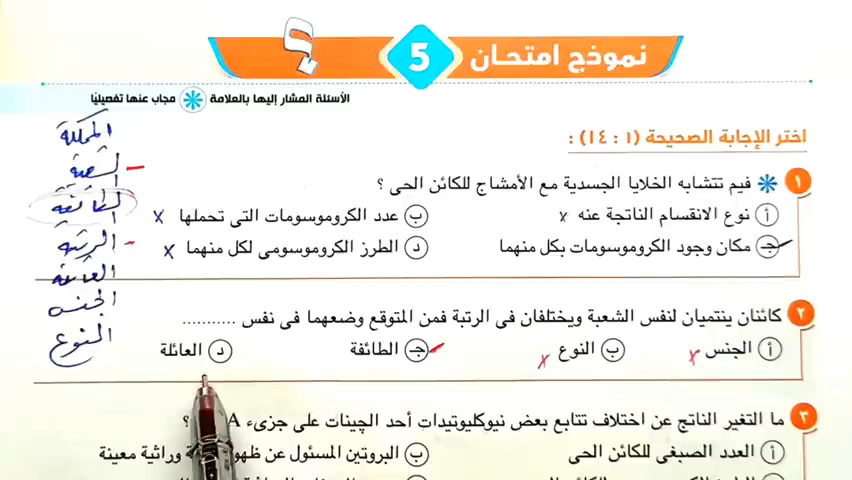 نموذج امتحان 5
الأسئلة المشار إليها بالعلامة مجاب عنها تفصيليًا
اختر الإجابة الصحيحة (١ : ١٤) :
١ فيم تتشابه الخلايا الجسدية مع الأمشاج للكائن الحى ؟
أ نوع الانقسام الناتجة عنه x
ب عدد الكروموسومات التى تحملها x
جـ مكان وجود الكروموسومات بكل منهما
د الطرز الكروموسومى لكل منهما x
٢ كائنان ينتميان لنفس الشعبة ويختلفان فى الرتبة فمن المتوقع وضعهما فى نفس ..........
أ الجنس x
ب النوع x
جـ الطائفة
د العائلة
٣ ما التغير الناتج عن اختلاف تتابع بعض نيوكليوتيدات أحد الچينات على جزىء A ؟
أ العدد الصبغى للكائن الحى
ب البروتين المسئول عن وراثية معينة
المملكة
الشعبة
الطائفة
الرتبة
العائلة
الجنس
النوع